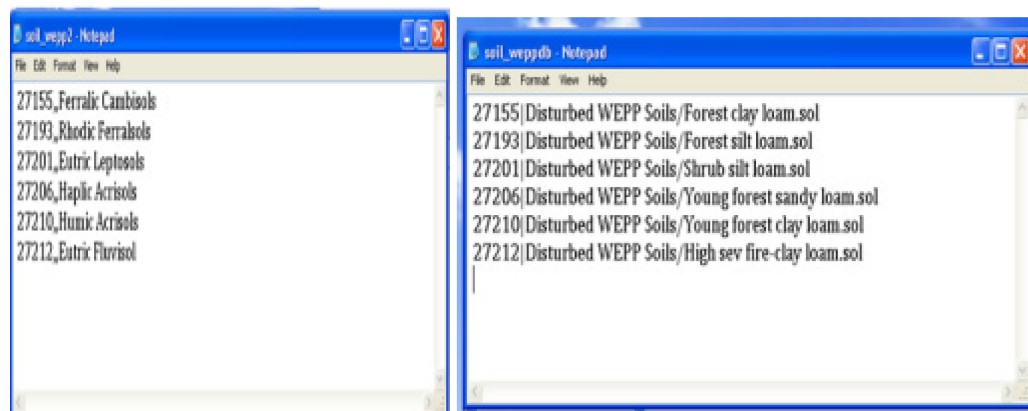 soil_wepp2 - Notepad
File Edit Format View Help
27155,,Ferralic Cambisols
27193,,Rhodic Ferralsols
27201,,Eutric Leptosols
27206,,Haplic Acrisols
27210,,Humic Acrisols
27212,,Eutric Fluvisol
soil_weppdb - Notepad
File Edit Format View Help
27155|Disturbed WEPP Soils/Forest clay loam.sol
27193|Disturbed WEPP Soils/Forest silt loam.sol
27201|Disturbed WEPP Soils/Shrub silt loam.sol
27206|Disturbed WEPP Soils/Young forest sandy loam.sol
27210|Disturbed WEPP Soils/Young forest clay loam.sol
27212|Disturbed WEPP Soils/High sev fire-clay loam.sol